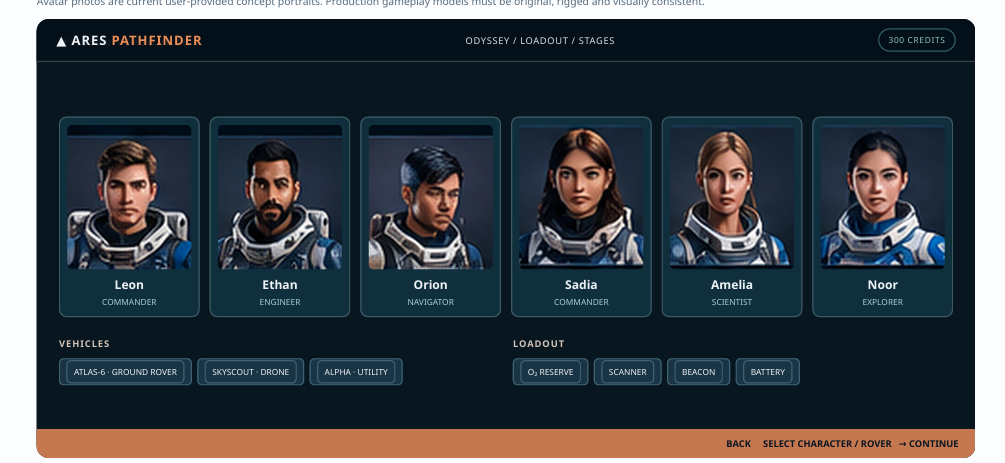 Avatar photos are current user-provided concept portraits. Production gameplay models must be original, rigged and visually consistent.
▲ ARES PATHFINDER
ODYSSEY / LOADOUT / STAGES
300 CREDITS
Leon
COMMANDER
Ethan
ENGINEER
Orion
NAVIGATOR
Sadia
COMMANDER
Amelia
SCIENTIST
Noor
EXPLORER
VEHICLES
ATLAS-6 · GROUND ROVER
SKYSCOUT · DRONE
ALPHA · UTILITY
LOADOUT
O₂ RESERVE
SCANNER
BEACON
BATTERY
BACK
SELECT CHARACTER / ROVER
→ CONTINUE